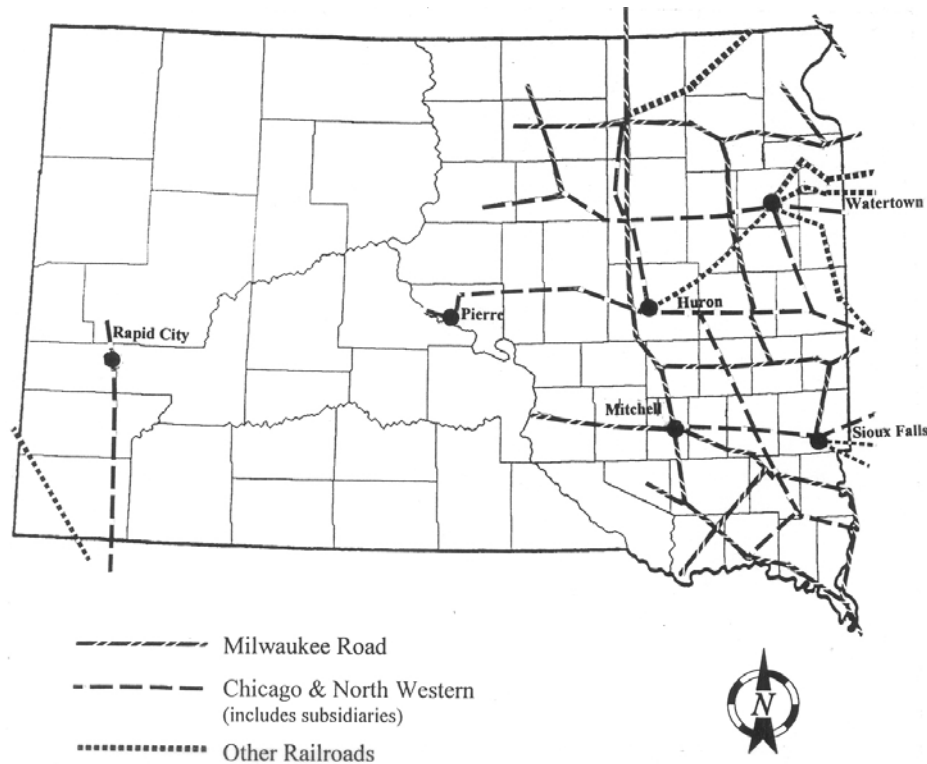 Watertown
Huron
Pierre
Rapid City
Mitchell
Sioux Falls
Milwaukee Road
Chicago & North Western
(includes subsidiaries)
Other Railroads
N